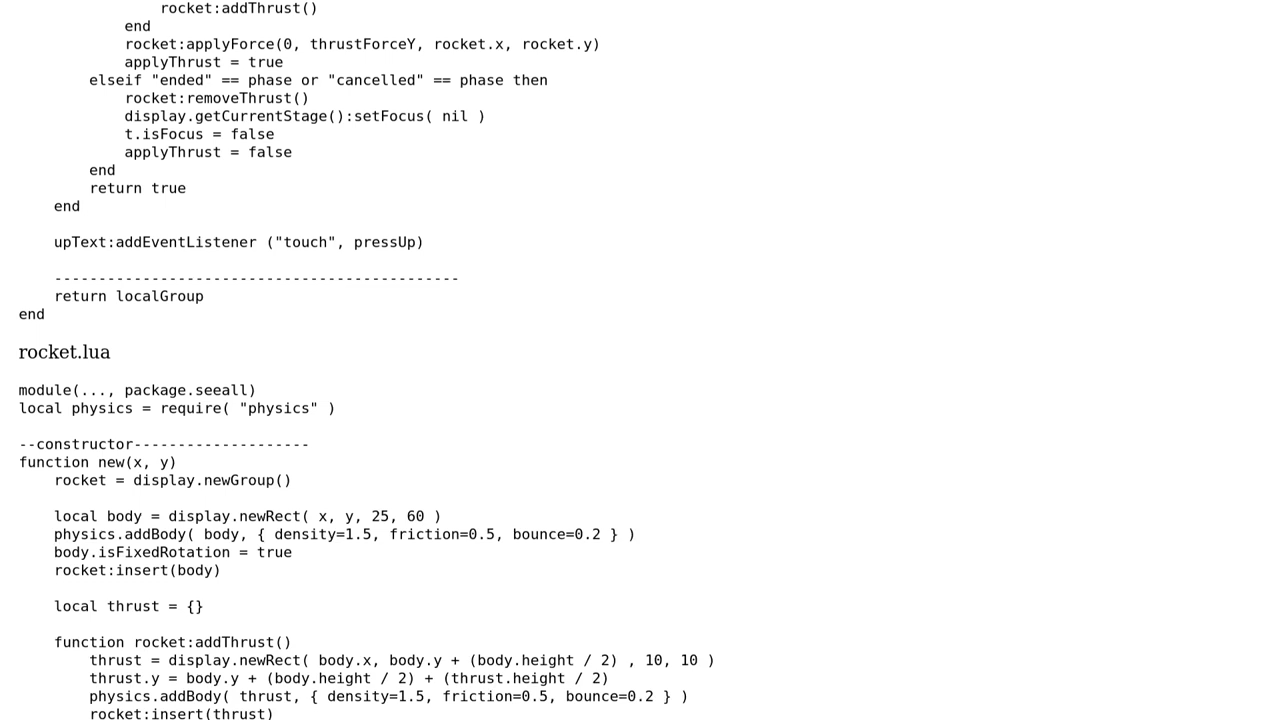 rocket:addThrust()
            end
            rocket:applyForce(0, thrustForceY, rocket.x, rocket.y)
            applyThrust = true
        elseif "ended" == phase or "cancelled" == phase then
            rocket:removeThrust()
            display.getCurrentStage():setFocus( nil )
            t.isFocus = false
            applyThrust = false
        end
        return true
    end

    upText:addEventListener ("touch", pressUp)

    ----------------------------------------------
    return localGroup
end

rocket.lua

module(..., package.seeall)
local physics = require( "physics" )

--constructor--------------------
function new(x, y)
    rocket = display.newGroup()

    local body = display.newRect( x, y, 25, 60 )
    physics.addBody( body, { density=1.5, friction=0.5, bounce=0.2 } )
    body.isFixedRotation = true
    rocket:insert(body)

    local thrust = {}

    function rocket:addThrust()
        thrust = display.newRect( body.x, body.y + (body.height / 2) , 10, 10 )
        thrust.y = body.y + (body.height / 2) + (thrust.height / 2)
        physics.addBody( thrust, { density=1.5, friction=0.5, bounce=0.2 } )
        rocket:insert(thrust)